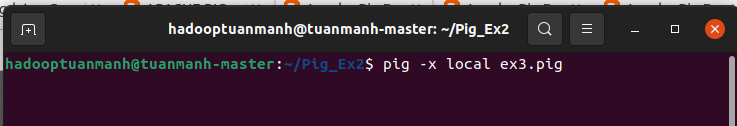 hadooptuanmanh@tuanmanh-master: ~/Pig_Ex2
hadooptuanmanh@tuanmanh-master:~/Pig_Ex2$ pig -x local ex3.pig